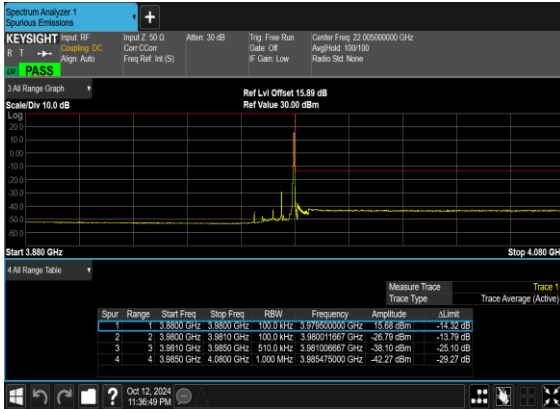 Spectrum Analyzer 1
Spurious Emissions
KEYSIGHT Input: RF Input Z: 50 Ω Atten: 30 dB Trig: Free Run Center Freq: 22.005000000 GHz
R T Coupling: DC Corr CCorr Gate: Off Avg|Hold: 100/100
Align: Auto Freq Ref: Int (S) IF Gain: Low Radio Std: None
PASS
3 All Range Graph
Ref Lvl Offset 15.89 dB
Scale/Div 10.0 dB Ref Value 30.00 dBm
Log
20.0
10.0
0.00
-10.0
-20.0
-30.0
-40.0
-50.0
-60.0
Start 3.880 GHz Stop 4.080 GH
4 All Range Table
Measure Trace Trace 1
Trace Type Trace Average (Active)
Spur Range Start Freq Stop Freq RBW Frequency Amplitude ΔLimit
1 1 3.8800 GHz 3.9800 GHz 100.0 kHz 3.979500000 GHz 15.68 dBm -14.32 dB
2 2 3.9800 GHz 3.9810 GHz 100.0 kHz 3.980011667 GHz -26.79 dBm -13.79 dB
3 3 3.9810 GHz 3.9850 GHz 510.0 kHz 3.981006667 GHz -38.10 dBm -25.10 dB
4 4 3.9850 GHz 4.0800 GHz 1.000 MHz 3.985475000 GHz -42.27 dBm -29.27 dB
? Oct 12, 2024
11:36:49 PM